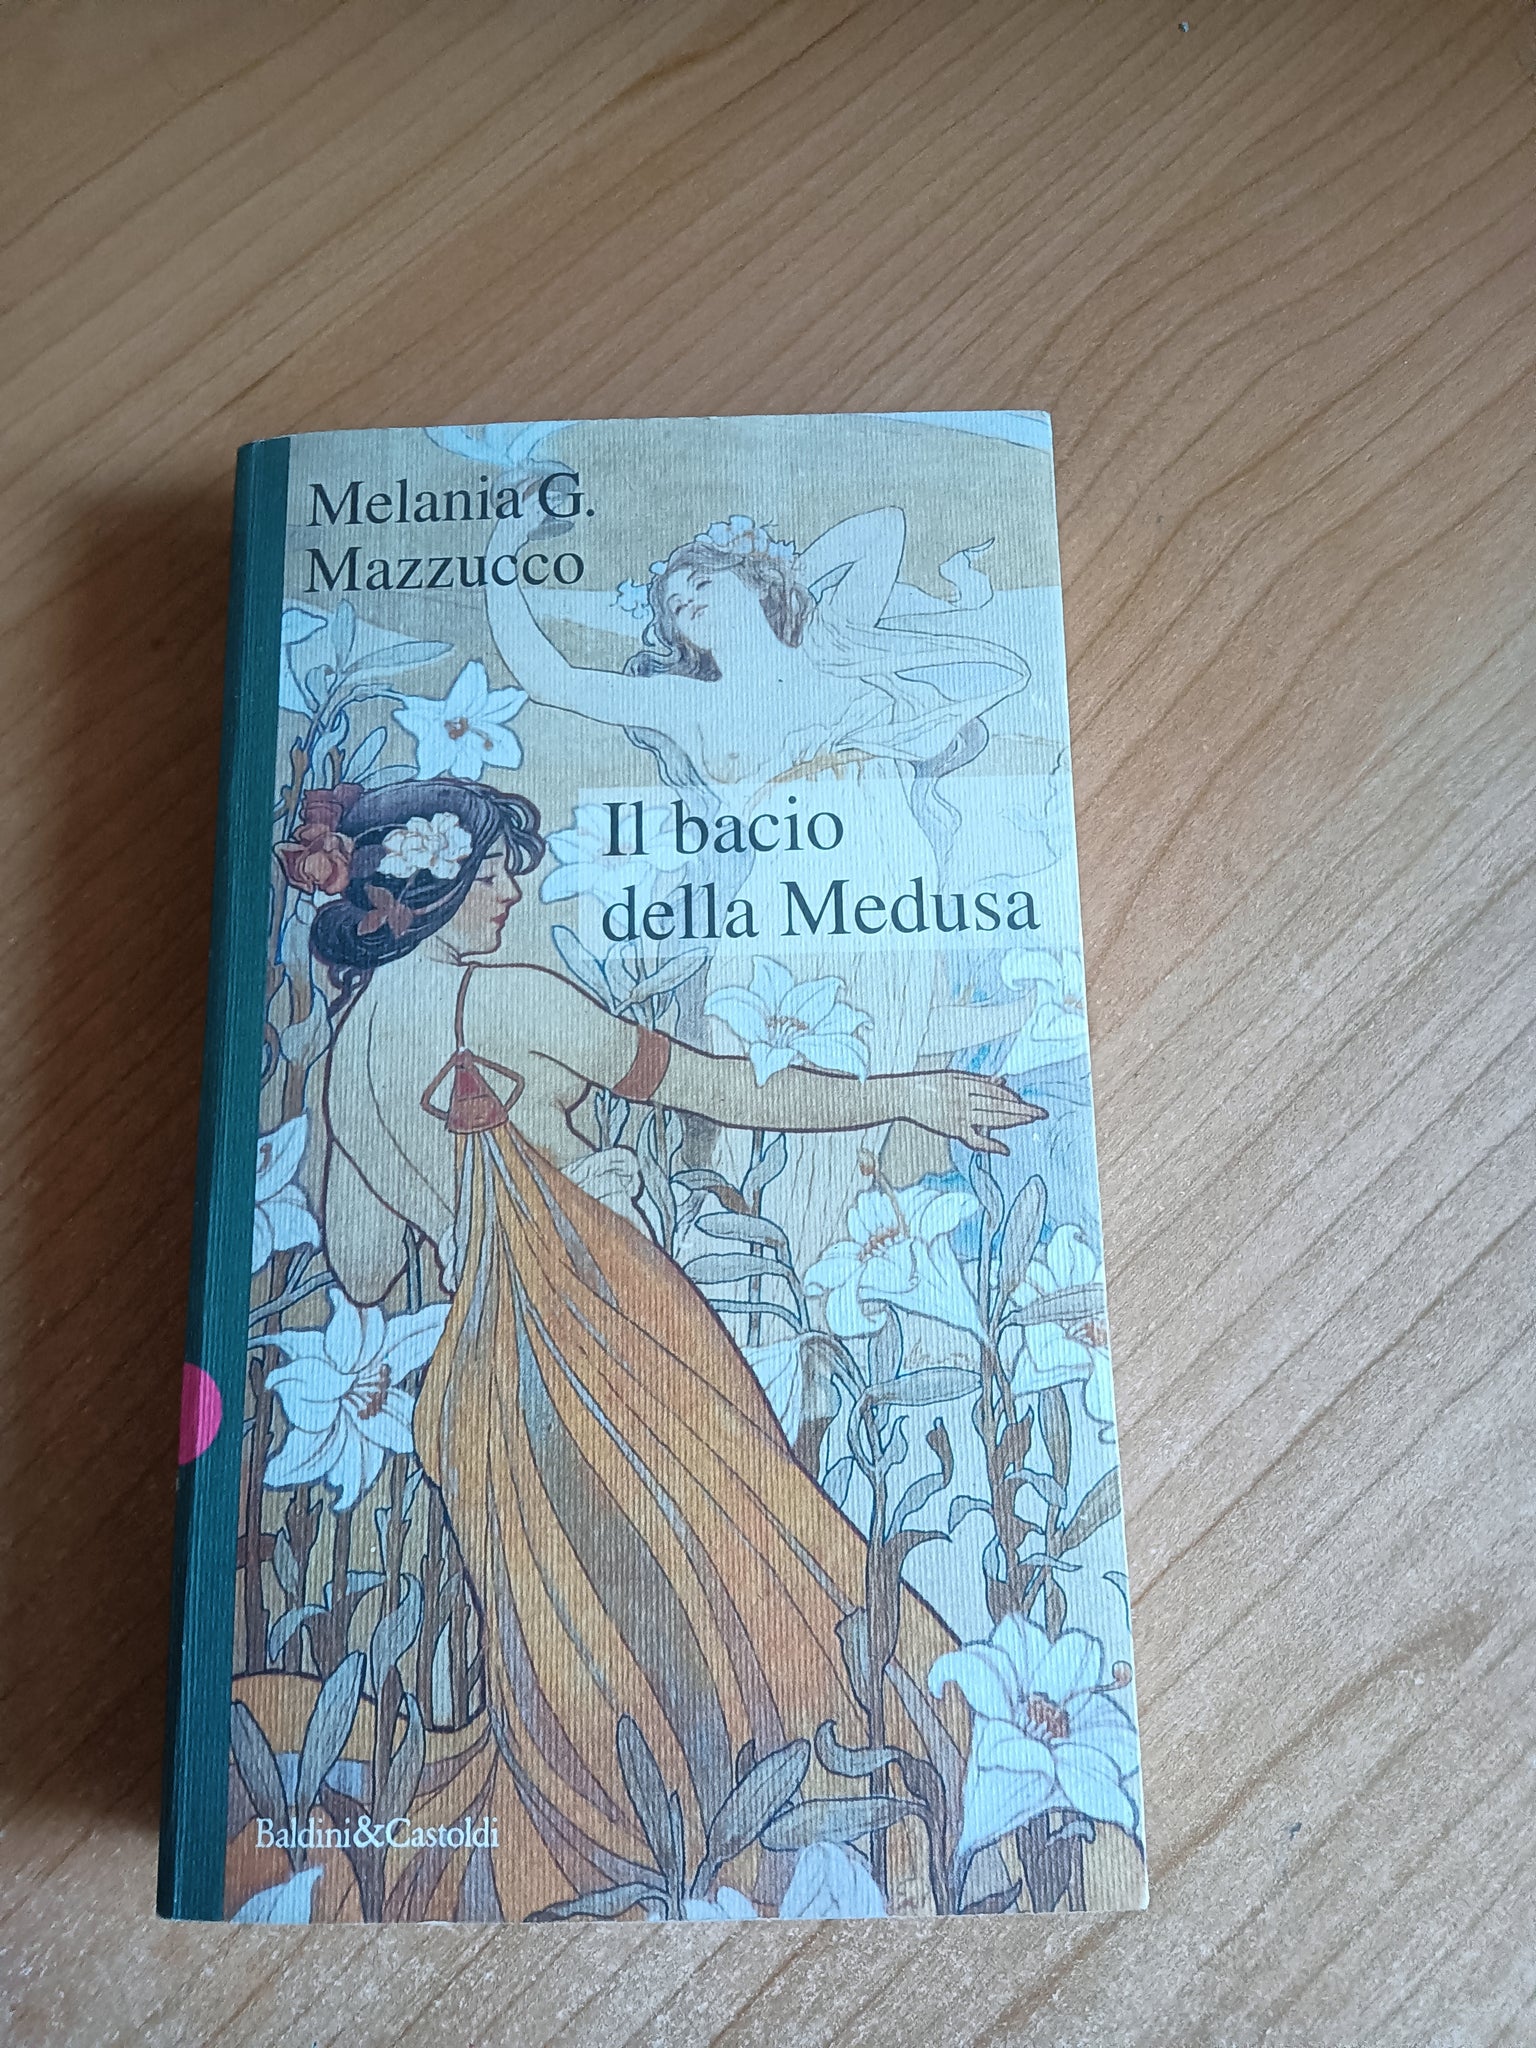 Melania G.
Mazzucco
Il bacio
della Medusa
Baldini&Castoldi